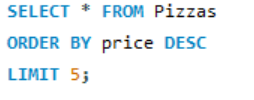 SELECT * FROM Pizzas
ORDER BY price DESC
LIMIT 5;